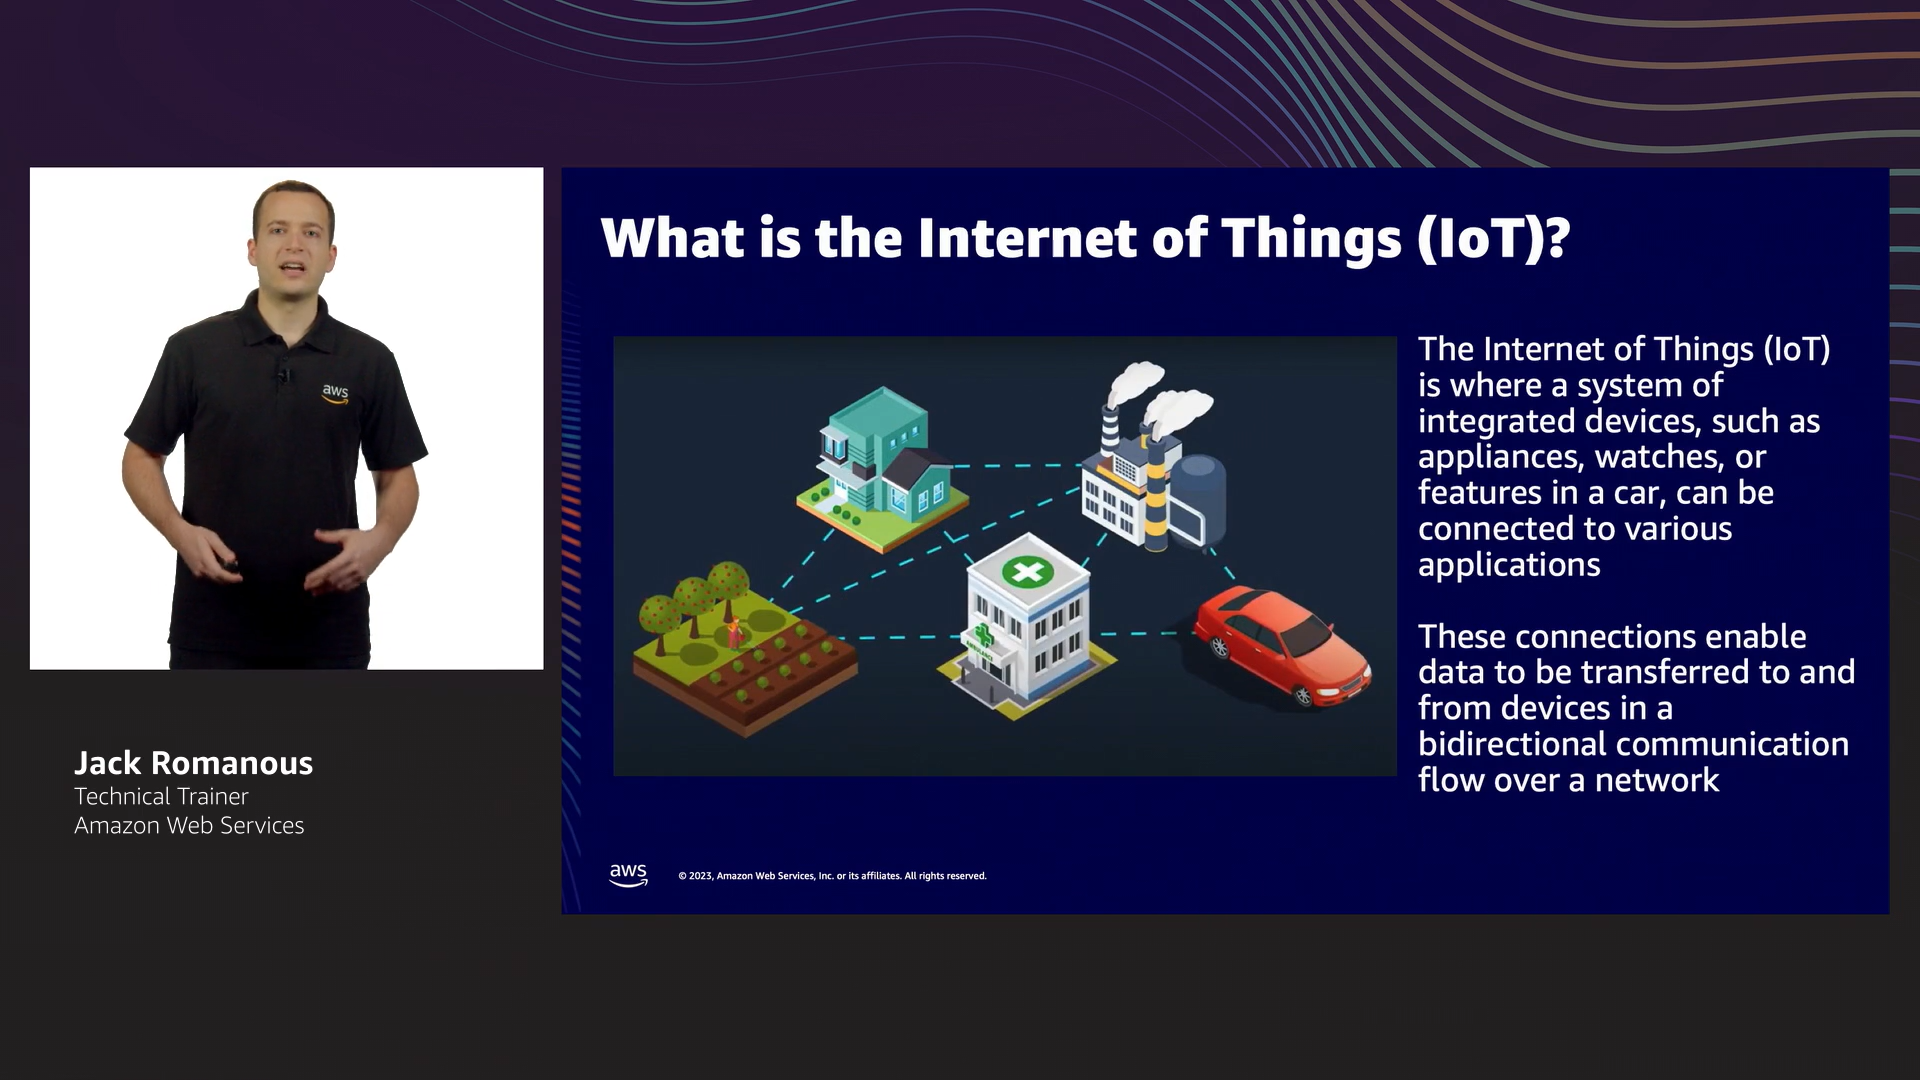 What is the Internet of Things (IoT)?
aws
The Internet of Things (IoT)
is where a system of
integrated devices, such as
appliances, watches, or
features in a car, can be
connected to various
applications
These connections enable
data to be transferred to and
from devices in a
bidirectional communication
flow over a network
Jack Romanous
Technical Trainer
Amazon Web Services
aws
© 2023, Amazon Web Services, Inc. or its affiliates. All rights reserved.